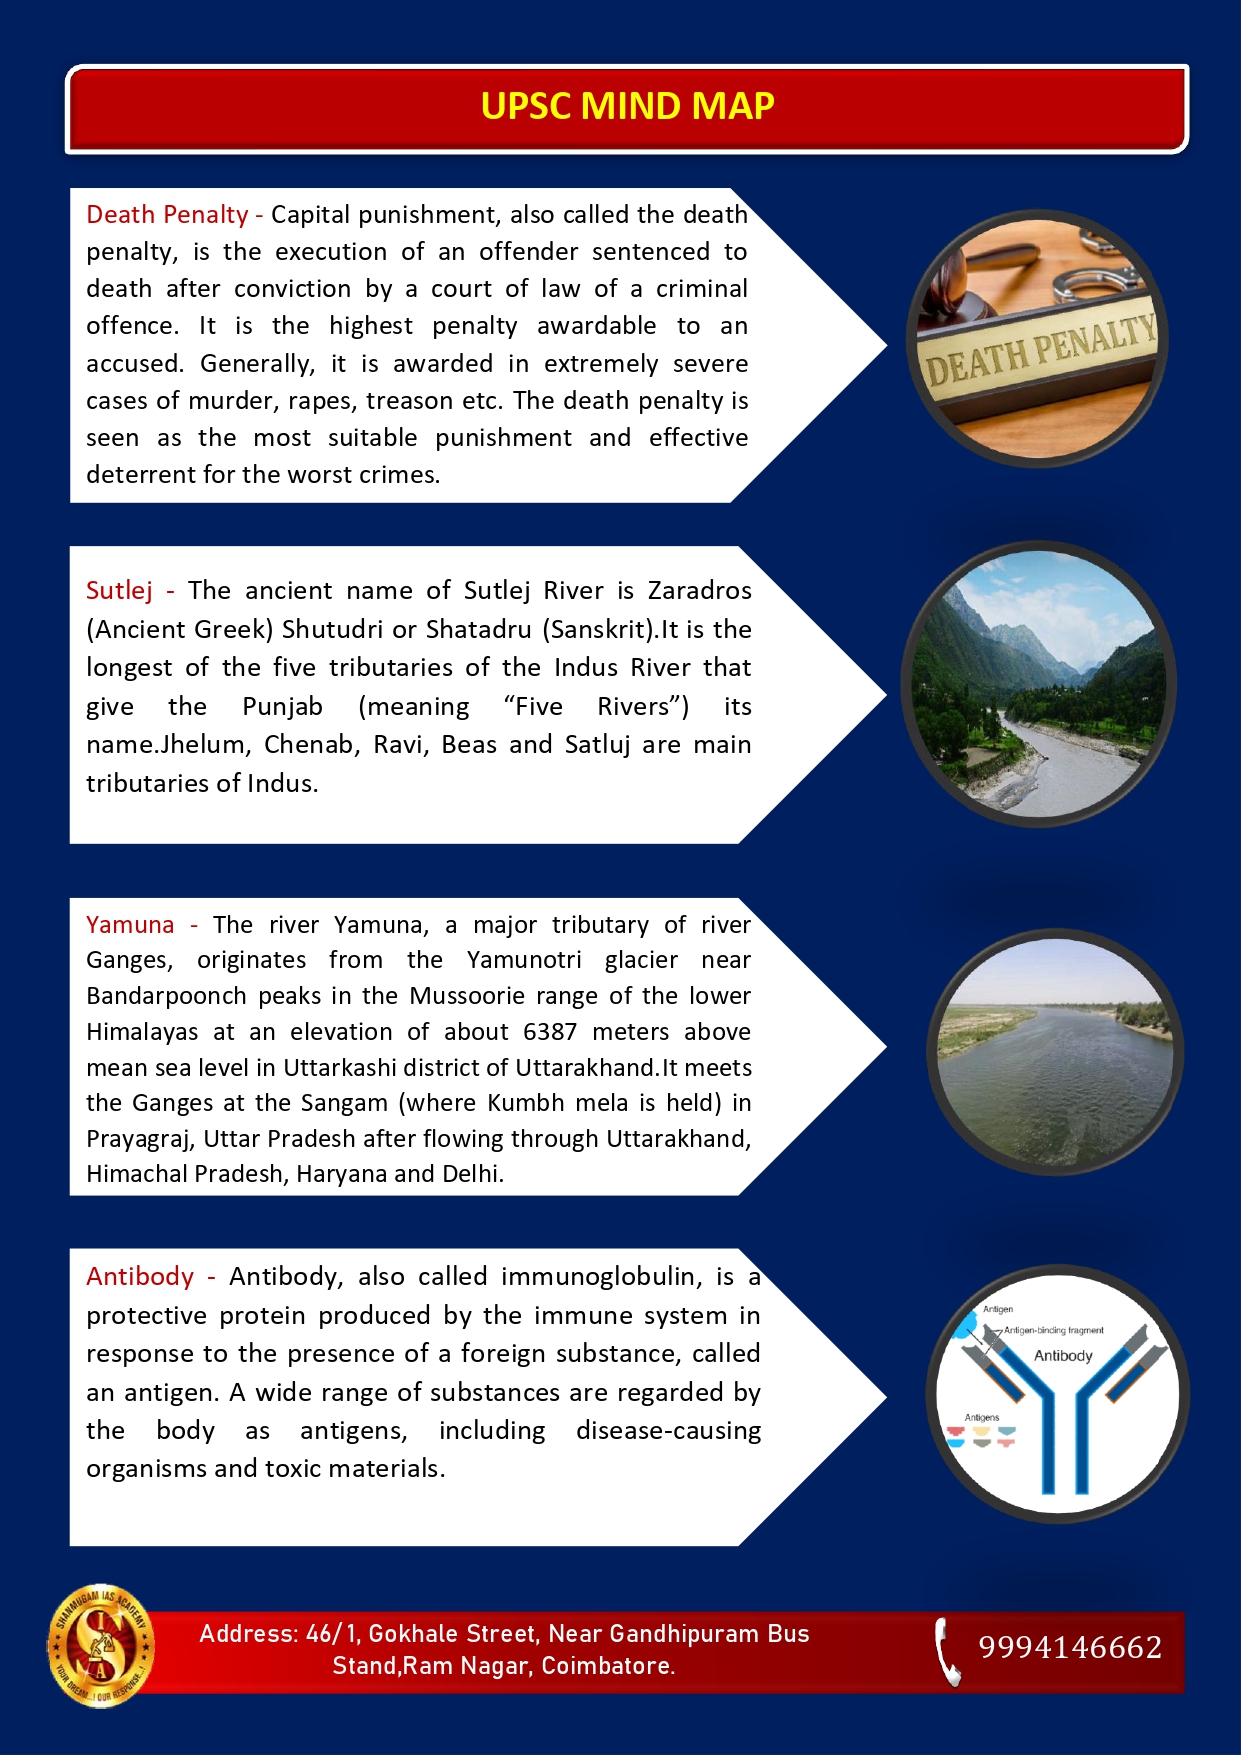 UPSC MIND MAP
Death Penalty - Capital punishment, also called the death
penalty, is the execution of an offender sentenced to
death after conviction by a court of law of a criminal
offence. It is the highest penalty awardable to an
accused. Generally, it is awarded in extremely severe
cases of murder, rapes, treason etc. The death penalty is
seen as the most suitable punishment and effective
deterrent for the worst crimes.
DEATH PENALTY
Sutlej - The ancient name of Sutlej River is Zaradros
(Ancient Greek) Shutudri or Shatadru (Sanskrit).It is the
longest of the five tributaries of the Indus River that
give the Punjab (meaning “Five Rivers”) its
name.Jhelum, Chenab, Ravi, Beas and Satluj are main
tributaries of Indus.
Yamuna - The river Yamuna, a major tributary of river
Ganges, originates from the Yamunotri glacier near
Bandarpoonch peaks in the Mussoorie range of the lower
Himalayas at an elevation of about 6387 meters above
mean sea level in Uttarkashi district of Uttarakhand.It meets
the Ganges at the Sangam (where Kumbh mela is held) in
Prayagraj, Uttar Pradesh after flowing through Uttarakhand,
Himachal Pradesh, Haryana and Delhi.
Antibody - Antibody, also called immunoglobulin, is a
protective protein produced by the immune system in
response to the presence of a foreign substance, called
an antigen. A wide range of substances are regarded by
the body as antigens, including disease-causing
organisms and toxic materials.
Antigen
Antigen-binding fragment
Antibody
Antigens
SHANMUGAM IAS ACADEMY
SIA
YOUR DREAM...! OUR RESPONSE...!
Address: 46/1, Gokhale Street, Near Gandhipuram Bus
Stand,Ram Nagar, Coimbatore.
9994146662